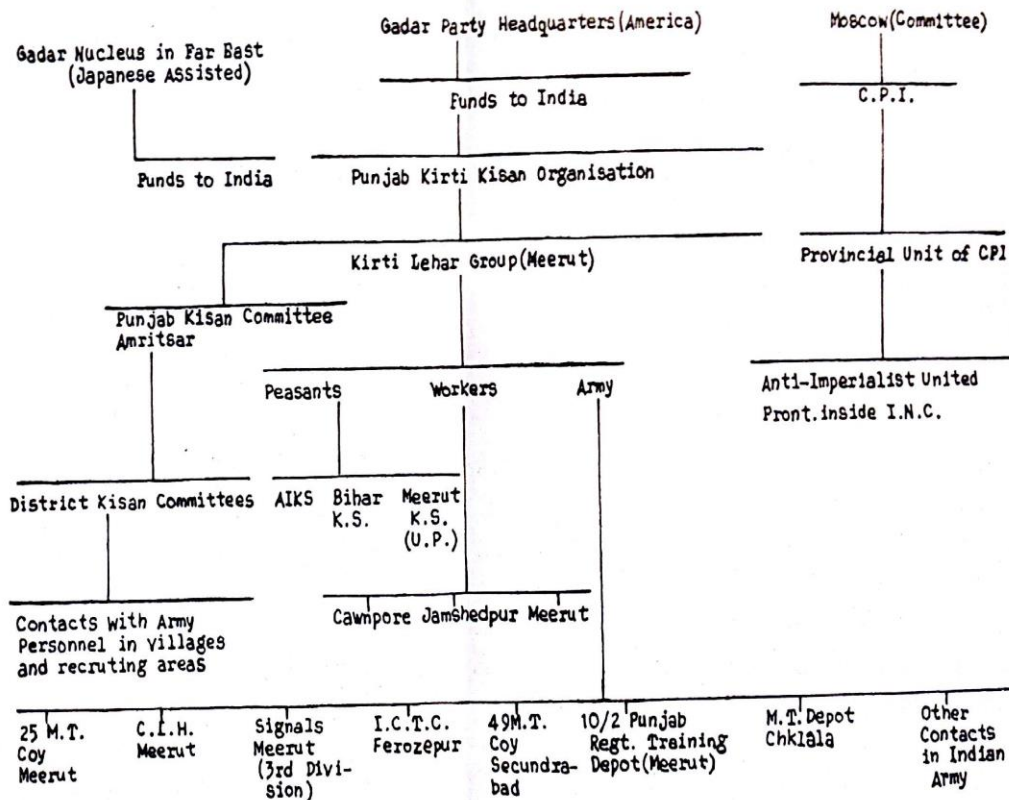 Gadar Party Headquarters(America)
Moscow(Committee)
Gadar Nucleus in Far East
(Japanese Assisted)
Funds to India
C.P.I.
Funds to India
Punjab Kirti Kisan Organisation
Kirti Lehar Group(Meerut)
Provincial Unit of CPI
Punjab Kisan Committee
Amritsar
Peasants
Workers
Army
Anti-Imperialist United
Front.inside I.N.C.
District Kisan Committees
AIKS
Bihar
K.S.
Meerut
K.S.
(U.P.)
Cawnpore Jamshedpur Meerut
Contacts with Army
Personnel in villages
and recruting areas
25 M.T.
Coy
Meerut
C.I.H.
Meerut
Signals
Meerut
(3rd Divi-
sion)
I.C.T.C.
Ferozepur
49M.T.
Coy
Secundra-
bad
10/2 Punjab
Regt. Training
Depot(Meerut)
M.T. Depot
Chklala
Other
Contacts
in Indian
Army